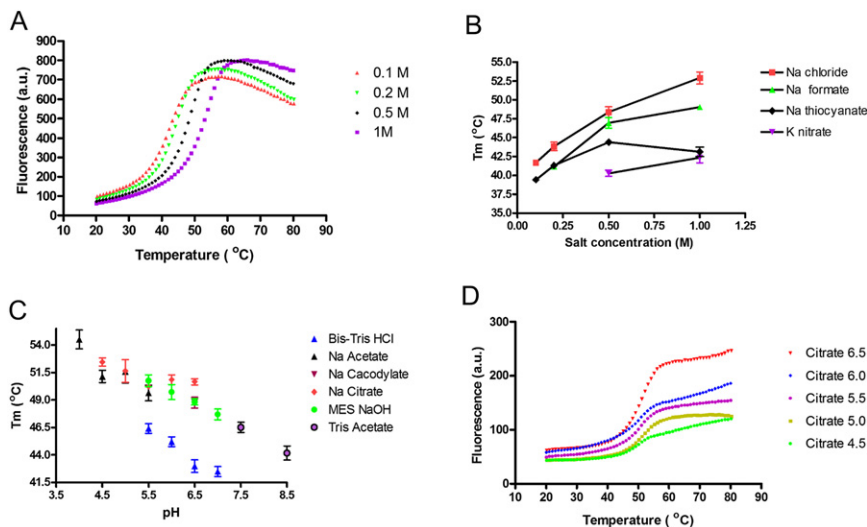 A
Fluorescence (a.u.)
900
800
700
600
500
400
300
200
100
0
10 20 30 40 50 60 70 80 90
Temperature ( °C)
0.1 M
0.2 M
0.5 M
1M
B
Tm (°C)
55.0
52.5
50.0
47.5
45.0
42.5
40.0
37.5
35.0
0.00 0.25 0.50 0.75 1.00 1.25
Salt concentration (M)
Na chloride
Na formate
Na thiocyanate
K nitrate
C
Tm (°C)
54.0
51.5
49.0
46.5
44.0
41.5
3.5 4.5 5.5 6.5 7.5 8.5
pH
Bis-Tris HCl
Na Acetate
Na Cacodylate
Na Citrate
MES NaOH
Tris Acetate
D
Fluorescence (a.u.)
300
200
100
0
10 20 30 40 50 60 70 80 90
Temperature ( °C)
Citrate 6.5
Citrate 6.0
Citrate 5.5
Citrate 5.0
Citrate 4.5